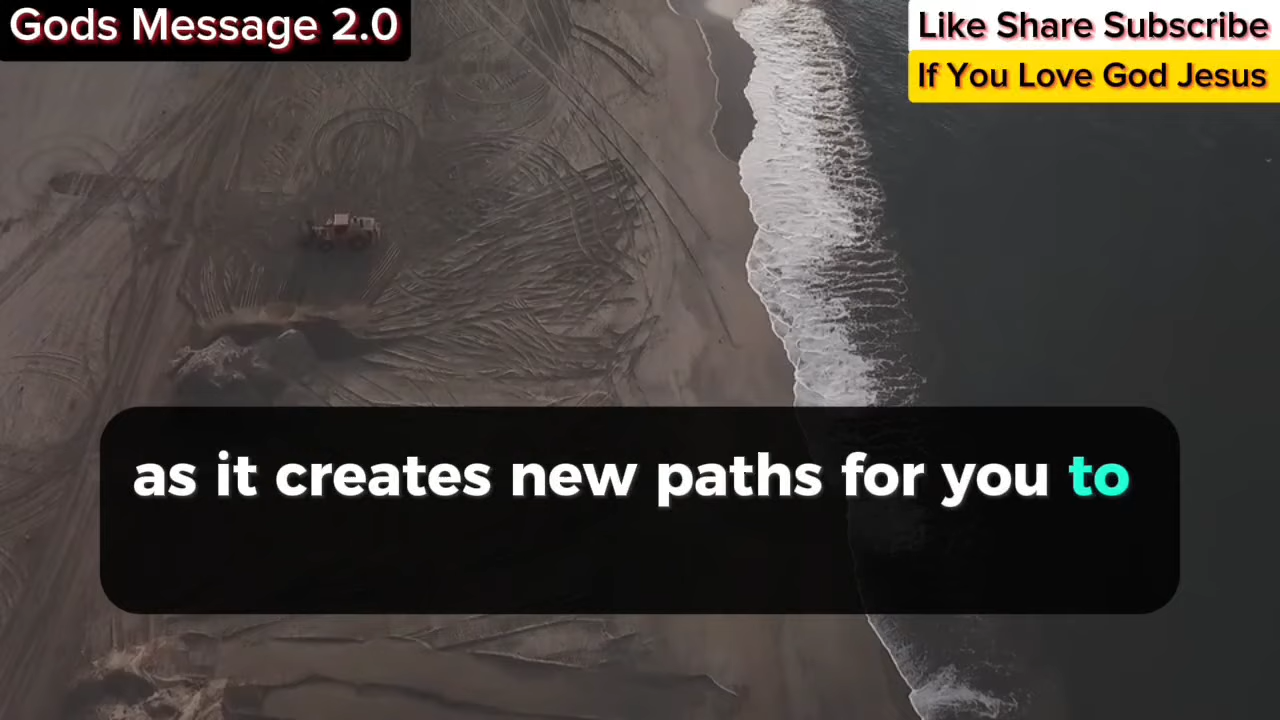 Gods Message 2.0
Like Share Subscribe
If You Love God Jesus
as it creates new paths for you to